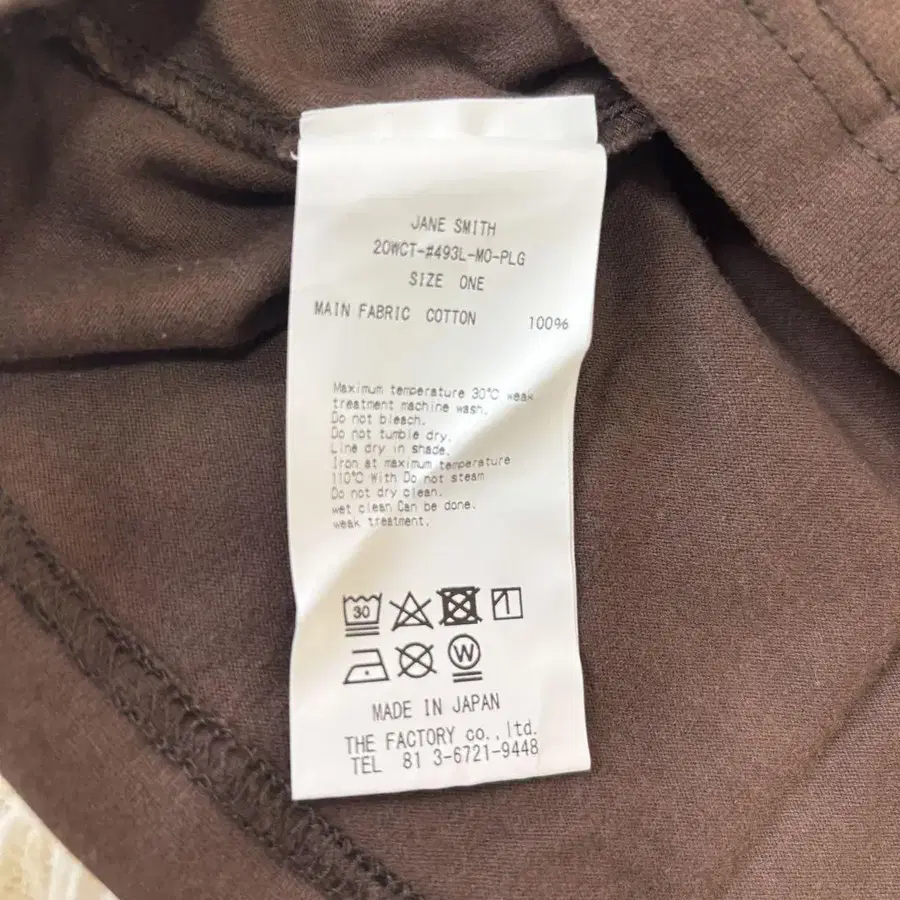 JANE SMITH
20WCT-#493L-MO-PLG
SIZE ONE
MAIN FABRIC COTTON 100%
Maximum temperature 30℃ weak
treatment machine wash.
Do not bleach.
Do not tumble dry.
Line dry in shade.
Iron at maximum temperature
110℃ With Do not steam
Do not dry clean.
wet clean Can be done.
weak treatment.
30
W
MADE IN JAPAN
THE FACTORY co.,ltd.
TEL 81 3-6721-9448